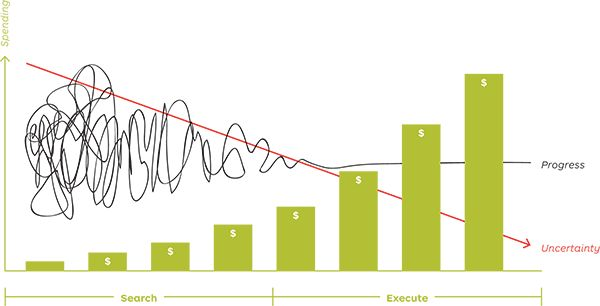 Spending
$
$
$
$
$
$
$
Progress
Uncertainty
Search
Execute